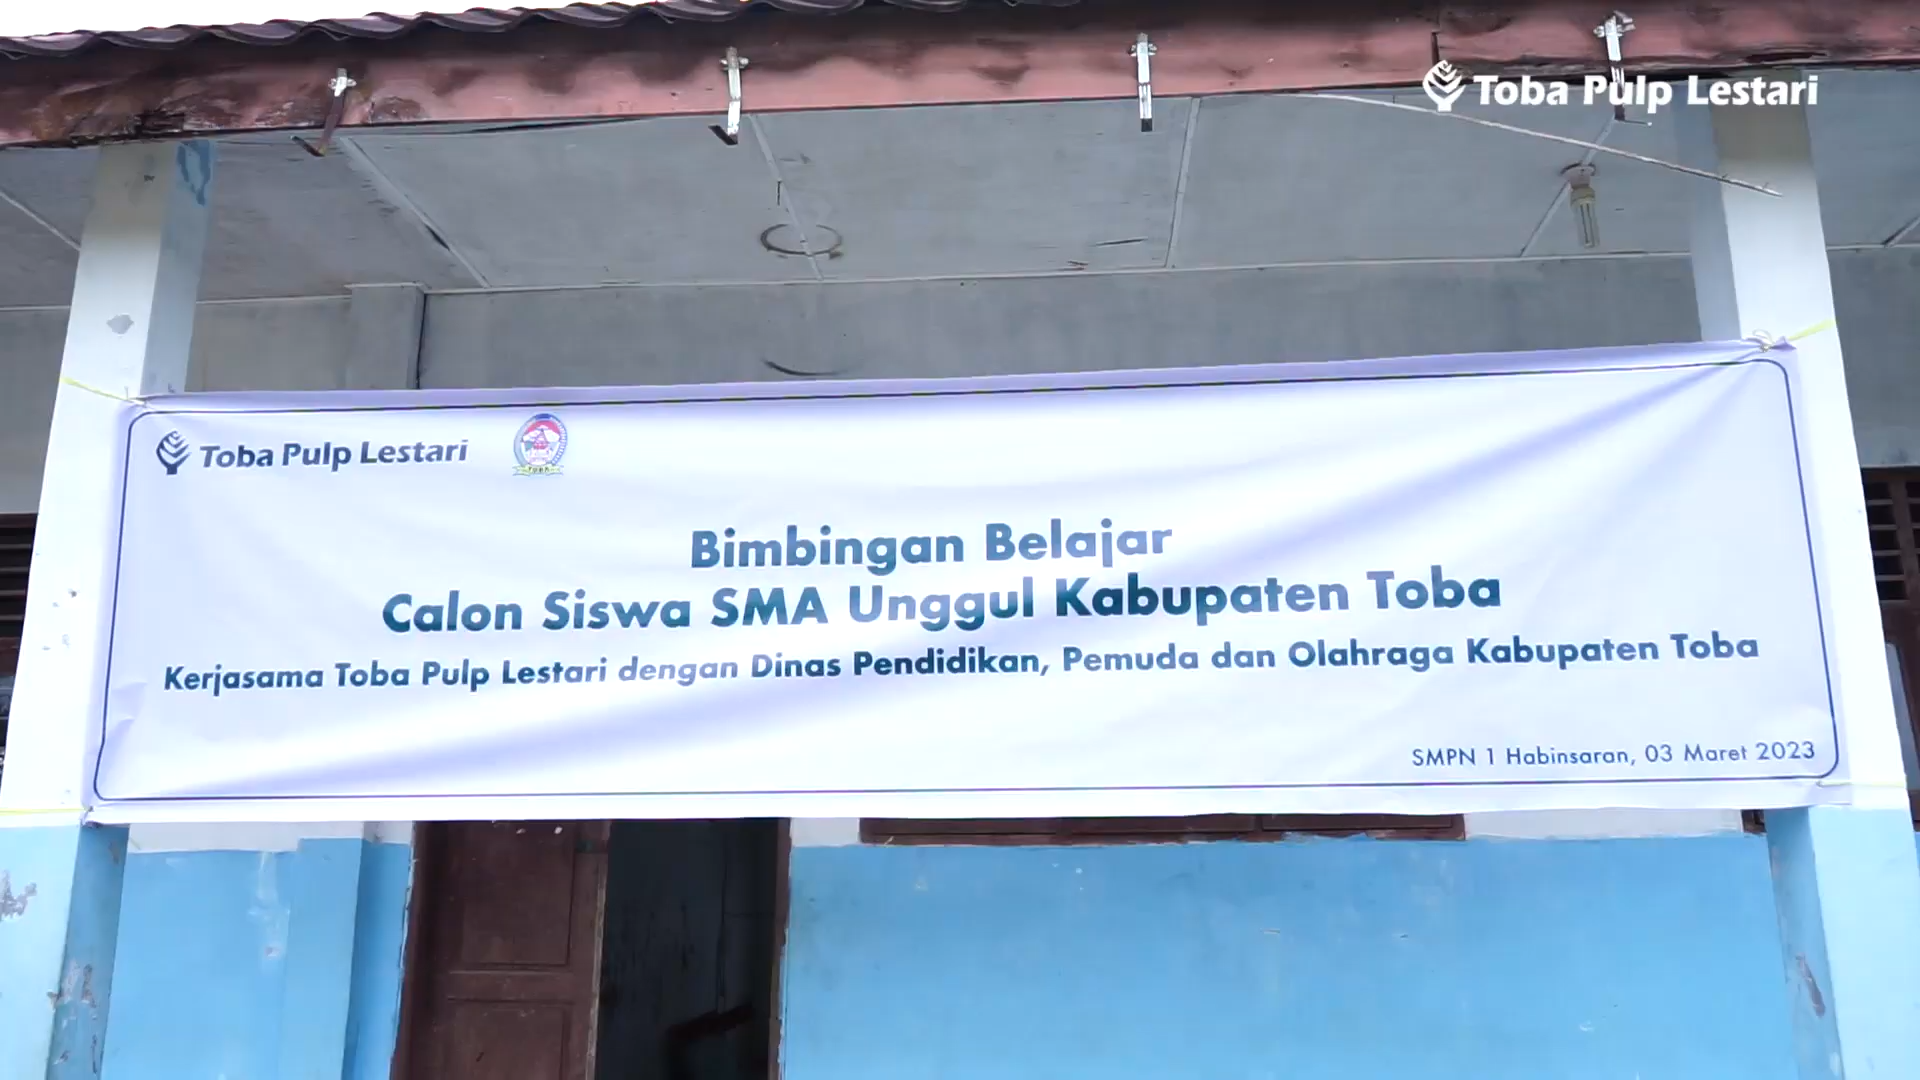 Toba Pulp Lestari
Toba Pulp Lestari
TOBA
Bimbingan Belajar
Calon Siswa SMA Unggul Kabupaten Toba
Kerjasama Toba Pulp Lestari dengan Dinas Pendidikan, Pemuda dan Olahraga Kabupaten Toba
SMPN 1 Habinsaran, 03 Maret 2023